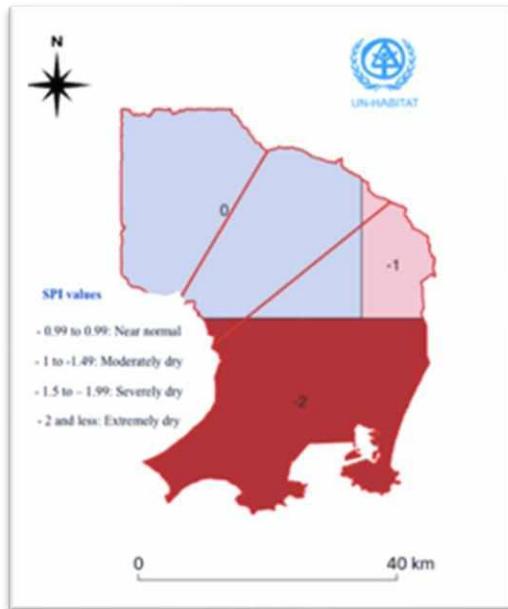 N
UN-HABITAT
0
-1
SPI values
- 0.99 to 0.99: Near normal
- 1 to -1.49: Moderately dry
- 1.5 to – 1.99: Severely dry
- 2 and less: Extremely dry
-2
0 40 km